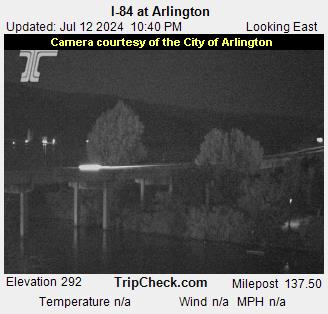 I-84 at Arlington
Updated: Jul 12 2024 10:40 PM Looking East
Camera courtesy of the City of Arlington
Elevation 292 TripCheck.com Milepost 137.50
Temperature n/a Wind n/a MPH n/a